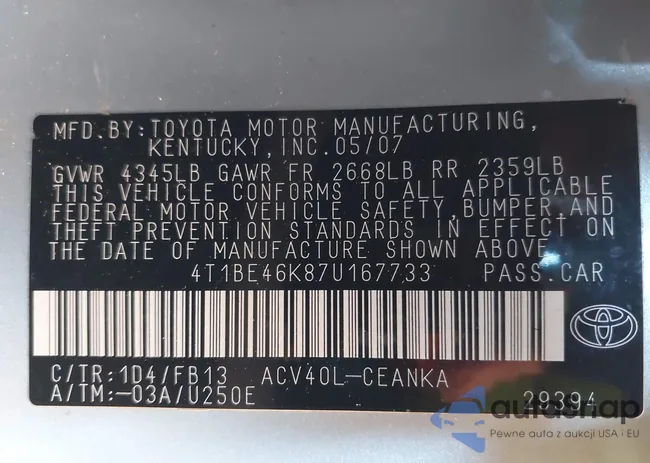 MFD. BY: TOYOTA MOTOR MANUFACTURING,
KENTUCKY, INC. 05/07
GVWR 4345LB GAWR FR 2668LB RR 2359LB
THIS VEHICLE CONFORMS TO ALL APPLICABLE
FEDERAL MOTOR VEHICLE SAFETY, BUMPER, AND
THEFT PREVENTION STANDARDS IN EFFECT ON
THE DATE OF MANUFACTURE SHOWN ABOVE.
4T1BE46K87U167733 PASS. CAR
C/TR: 1D4/FB13 ACV40L-CEANKA
A/TM: -03A/U250E 29394
autosnap
Pewne auta z aukcji USA i EU